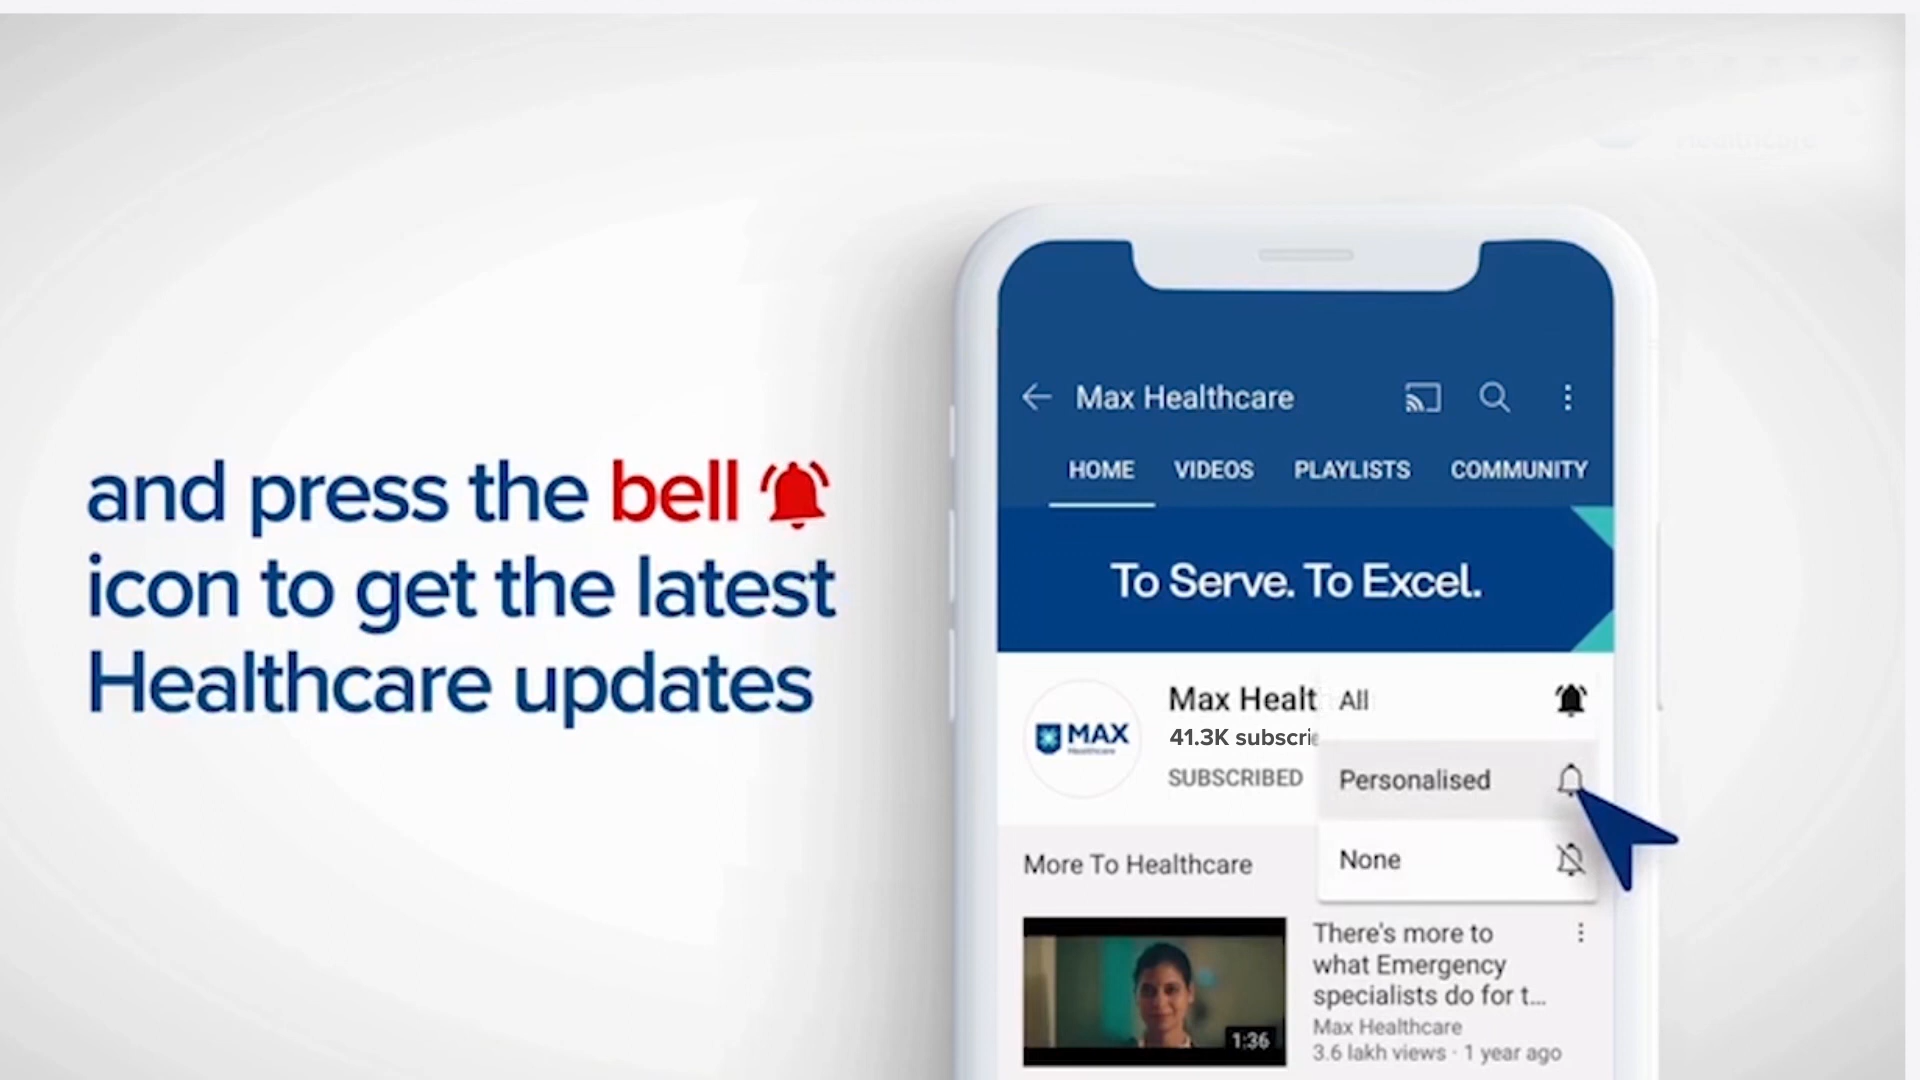 and press the bell
icon to get the latest
Healthcare updates
Max Healthcare
HOME VIDEOS PLAYLISTS COMMUNITY
To Serve. To Excel.
MAX
Healthcare
Max Healt
41.3K subscrib
SUBSCRIBED
All
Personalised
None
More To Healthcare
There's more to
what Emergency
specialists do for t...
Max Healthcare
3.6 lakh views · 1 year ago
1:36